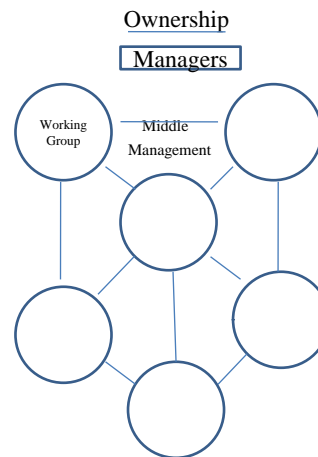 Ownership
Managers
Working
Group
Middle
Management